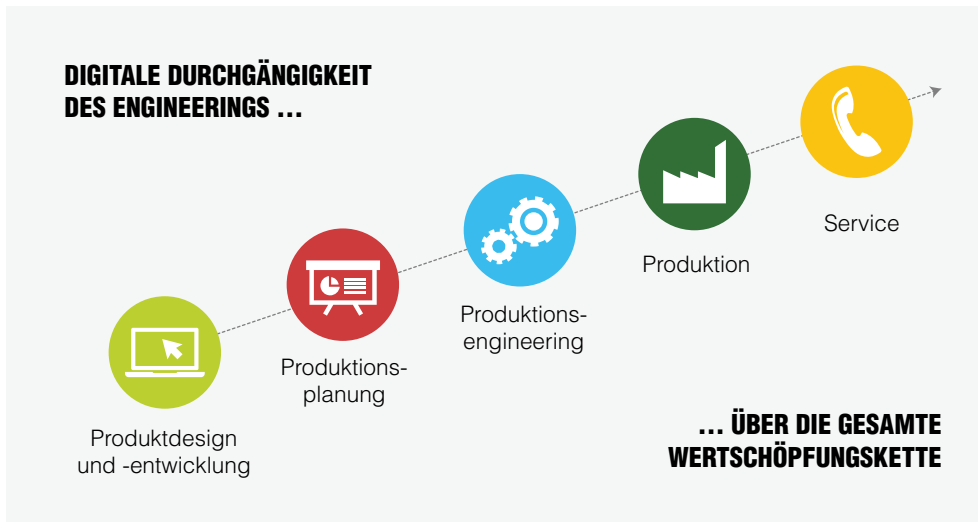 DIGITALE DURCHGÄNGIGKEIT
DES ENGINEERINGS ...
Produktdesign
und -entwicklung
Produktions-
planung
Produktions-
engineering
Produktion
Service
... ÜBER DIE GESAMTE
WERTSCHÖPFUNGSKETTE